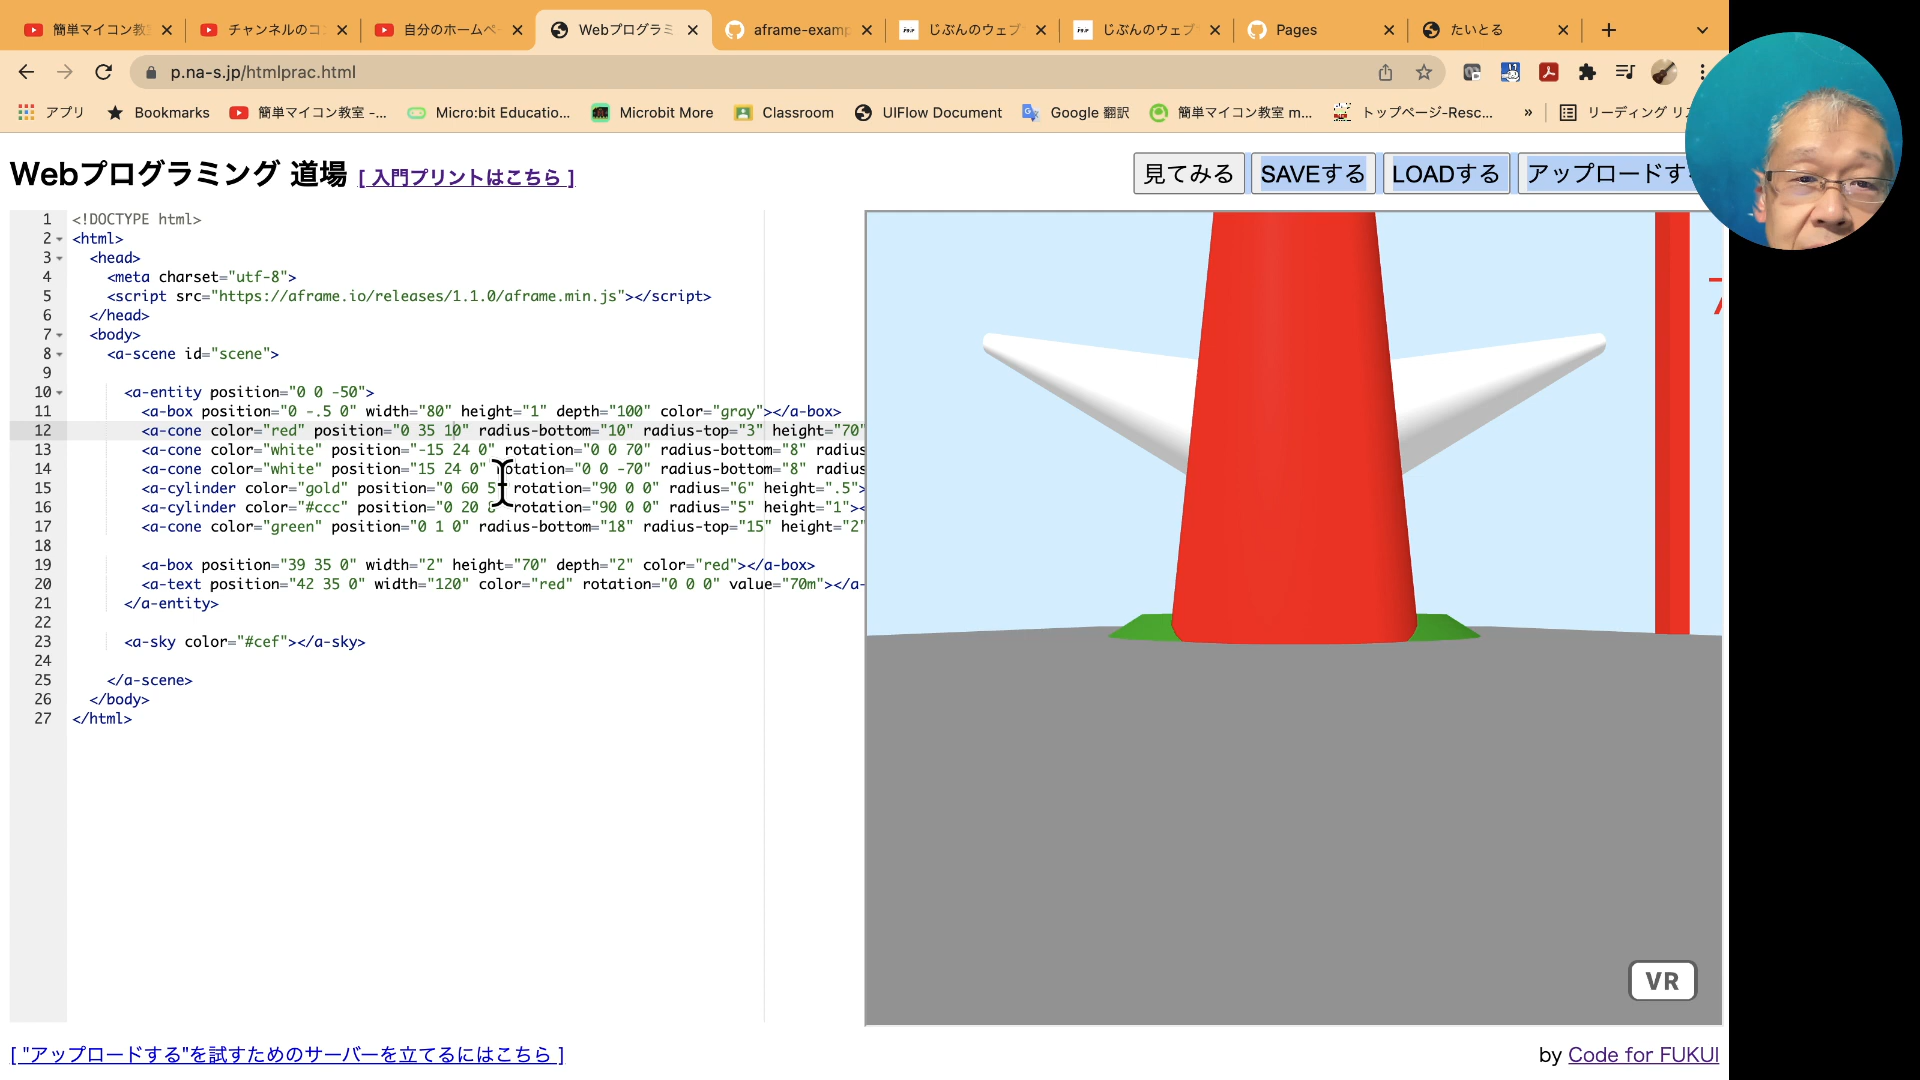 簡単マイコン教
チャンネルのコ
自分のホームペ
Webプログラミ
aframe-examp
じぶんのウェブ
じぶんのウェブ
Pages
たいとる
p.na-s.jp/htmlprac.html
アプリ
Bookmarks
簡単マイコン教室 -...
Micro:bit Educatio...
Microbit More
Classroom
UIFlow Document
Google 翻訳
簡単マイコン教室 m...
トップページ-Resc...
»
リーディング リ
Webプログラミング 道場 [ 入門プリントはこちら ]
見てみる
SAVEする
LOADする
アップロードす
1 <!DOCTYPE html>
2 <html>
3 <head>
4 <meta charset="utf-8">
5 <script src="https://aframe.io/releases/1.1.0/aframe.min.js"></script>
6 </head>
7 <body>
8 <a-scene id="scene">
9
10 <a-entity position="0 0 -50">
11 <a-box position="0 -.5 0" width="80" height="1" depth="100" color="gray"></a-box>
12 <a-cone color="red" position="0 35 10" radius-bottom="10" radius-top="3" height="70"
13 <a-cone color="white" position="-15 24 0" rotation="0 0 70" radius-bottom="8" radius
14 <a-cone color="white" position="15 24 0" rotation="0 0 -70" radius-bottom="8" radius
15 <a-cylinder color="gold" position="0 60 5" rotation="90 0 0" radius="6" height=".5">
16 <a-cylinder color="#ccc" position="0 20 rotation="90 0 0" radius="5" height="1"><
17 <a-cone color="green" position="0 1 0" radius-bottom="18" radius-top="15" height="2"
18
19 <a-box position="39 35 0" width="2" height="70" depth="2" color="red"></a-box>
20 <a-text position="42 35 0" width="120" color="red" rotation="0 0 0" value="70m"></a-
21 </a-entity>
22
23 <a-sky color="#cef"></a-sky>
24
25 </a-scene>
26 </body>
27 </html>
VR
[ "アップロードする"を試すためのサーバーを立てるにはこちら ]
by Code for FUKUI